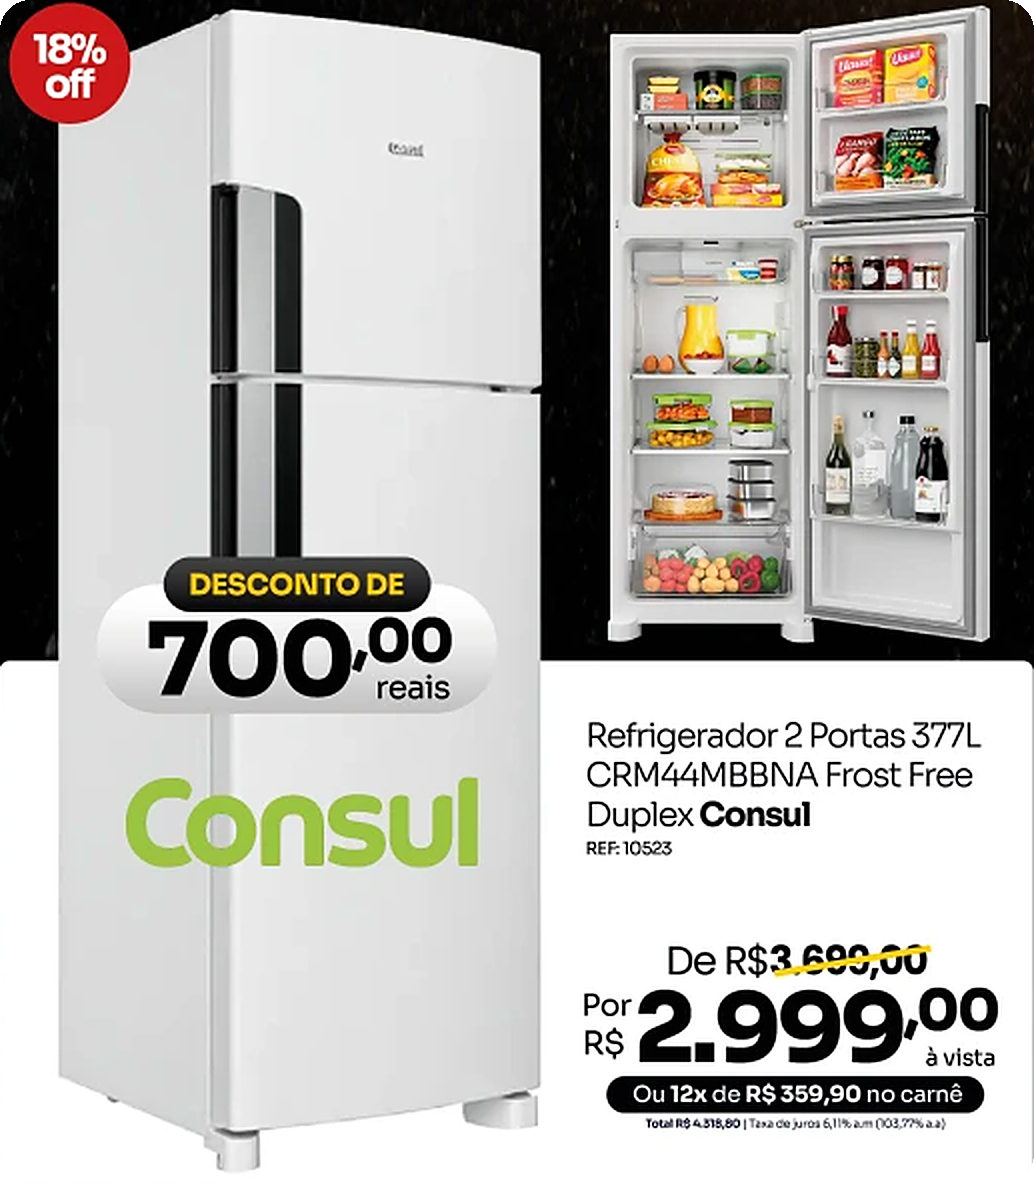 18%
off
Consul
DESCONTO DE
700,00
reais
Consul
Refrigerador 2 Portas 377L
CRM44MBBNA Frost Free
Duplex Consul
REF: 10523
De R$3.699,00
Por
R$ 2.999,00
à vista
Ou 12x de R$ 359,90 no carnê
Total R$ 4.318,80 | Taxa de juros 6,11% a.m (103,77% a.a)